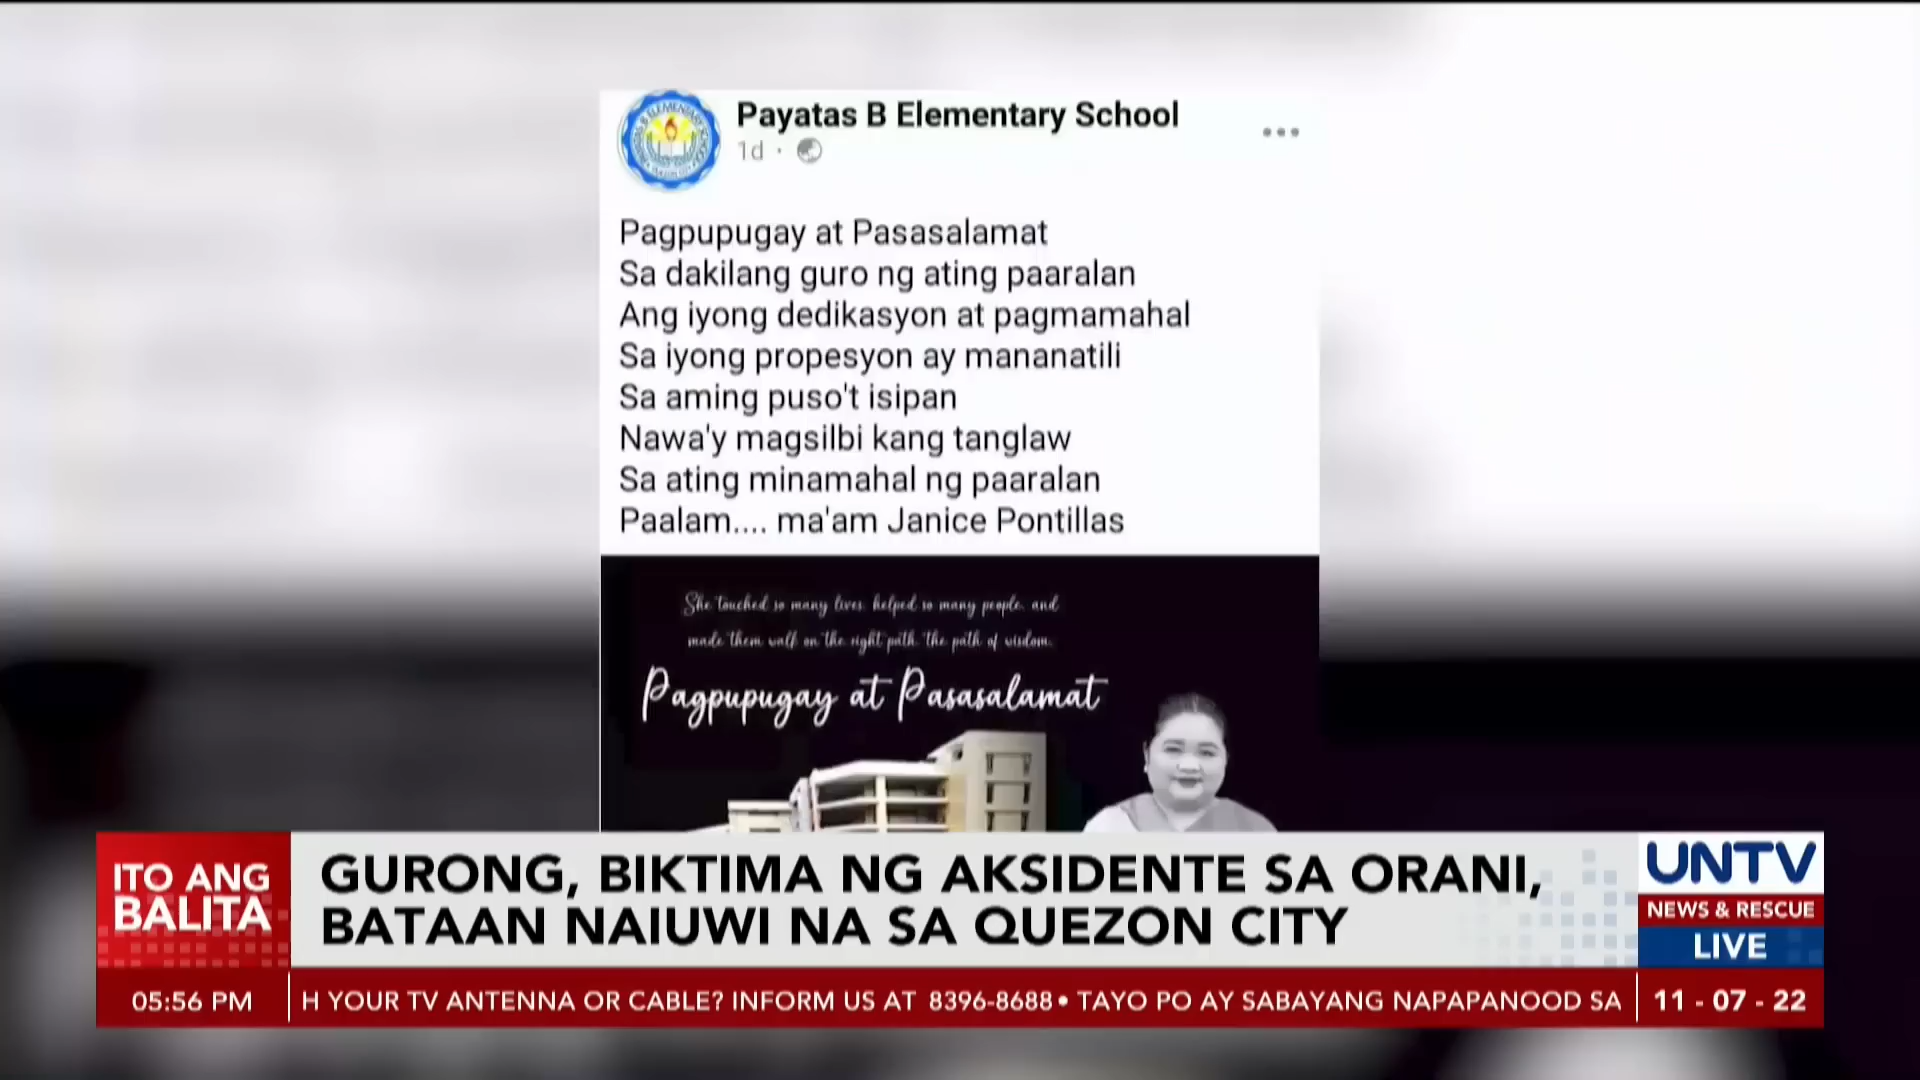 Payatas B Elementary School
1d ·
Pagpupugay at Pasasalamat
Sa dakilang guro ng ating paaralan
Ang iyong dedikasyon at pagmamahal
Sa iyong propesyon ay mananatili
Sa aming puso't isipan
Nawa'y magsilbi kang tanglaw
Sa ating minamahal ng paaralan
Paalam.... ma'am Janice Pontillas
She touched so many lives helped so many people and
made them walk on the right path the path of wisdom.
Pagpupugay at Pasasalamat
ITO ANG
BALITA
GURONG, BIKTIMA NG AKSIDENTE SA ORANI,
BATAAN NAIUWI NA SA QUEZON CITY
UNTV
NEWS & RESCUE
LIVE
05:56 PM
H YOUR TV ANTENNA OR CABLE? INFORM US AT 8396-8688 • TAYO PO AY SABAYANG NAPAPANOOD SA
11 - 07 - 22